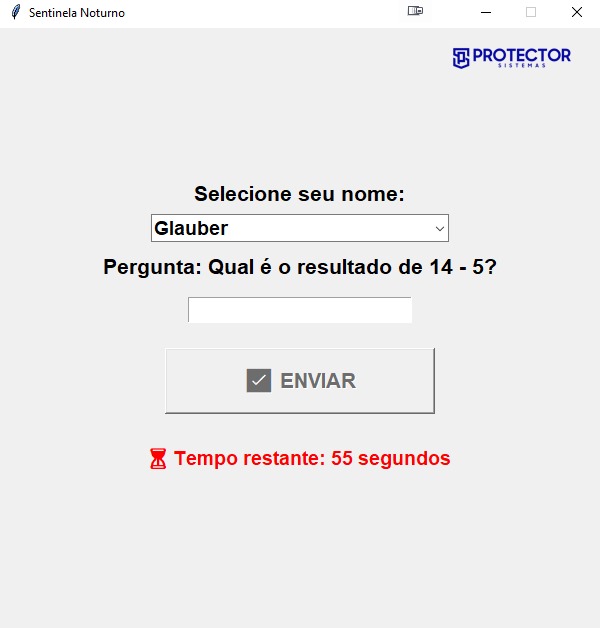 Sentinela Noturno
PROTECTOR
SISTEMAS
Selecione seu nome:
Glauber
Pergunta: Qual é o resultado de 14 - 5?
ENVIAR
Tempo restante: 55 segundos